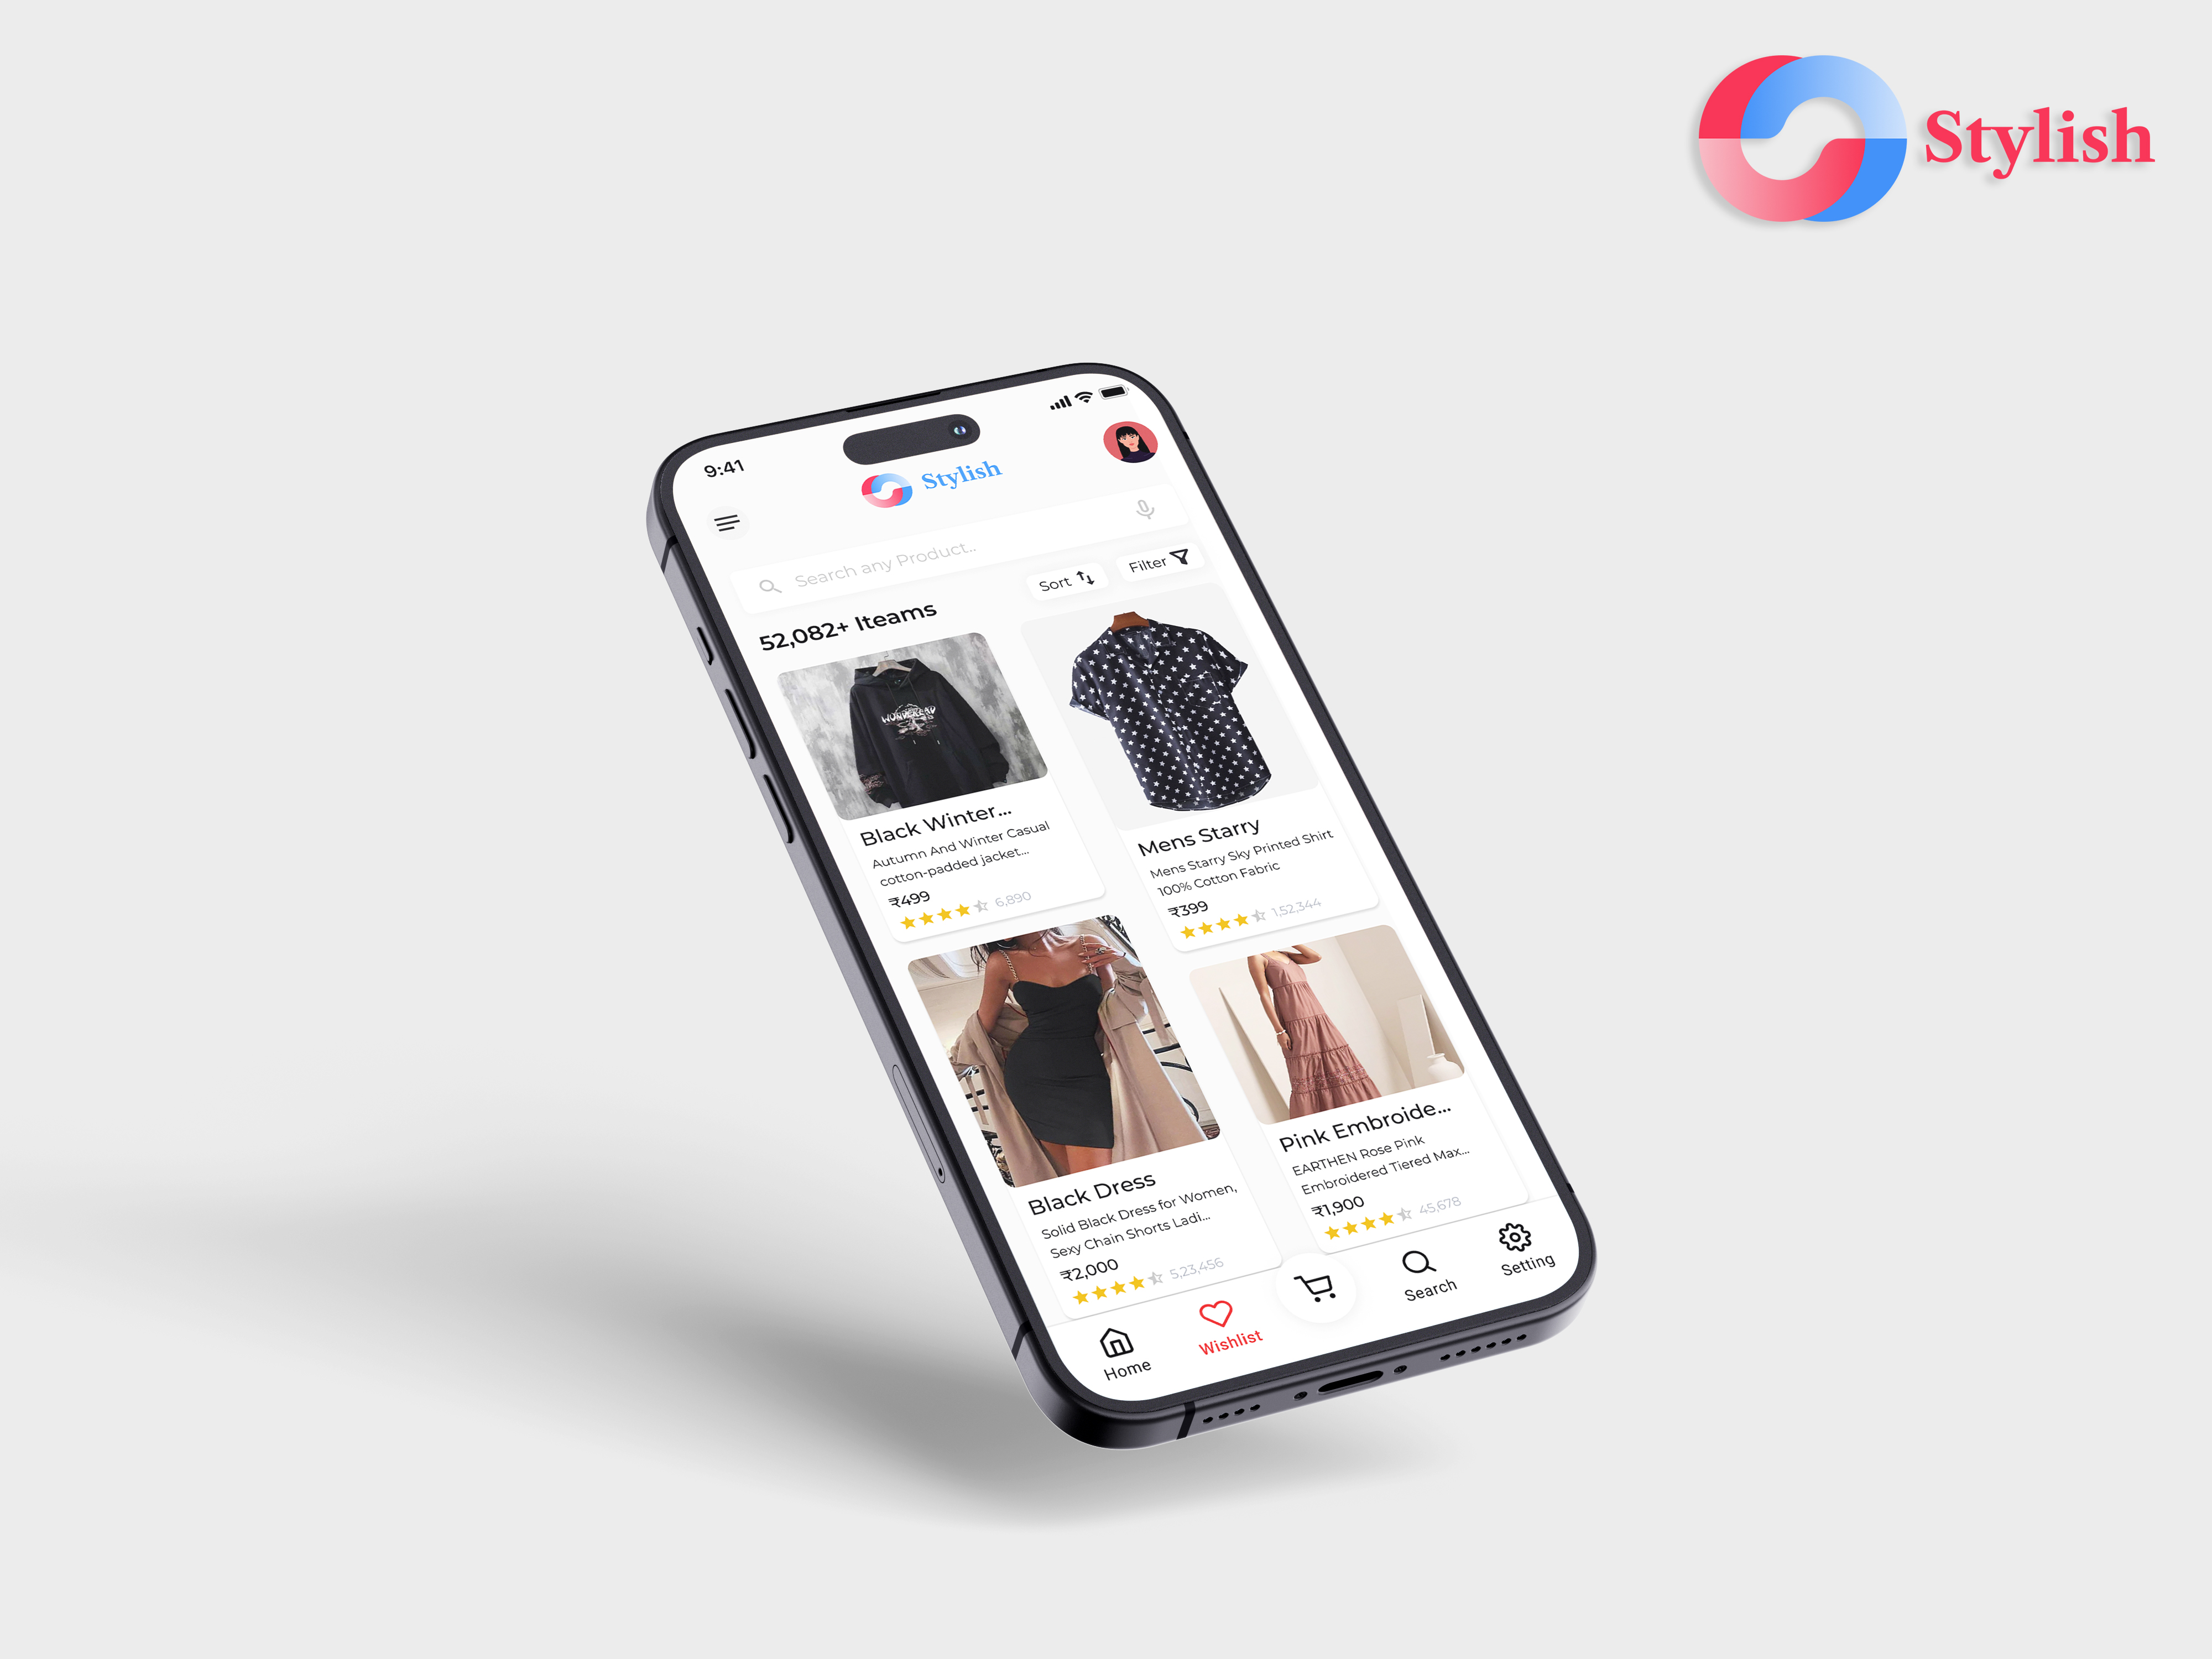 Stylish
9:41
Stylish
Search any Product..
52,082+ Iteams
Sort
Filter
Black Winter...
Autumn And Winter Casual
cotton-padded jacket...
₹499
6,890
Mens Starry
Mens Starry Sky Printed Shirt
100% Cotton Fabric
₹399
1,52,344
Black Dress
Solid Black Dress for Women,
Sexy Chain Shorts Ladi...
₹2,000
5,23,456
Pink Embroide...
EARTHEN Rose Pink
Embroidered Tiered Max...
₹1,900
45,678
Home
Wishlist
Search
Setting